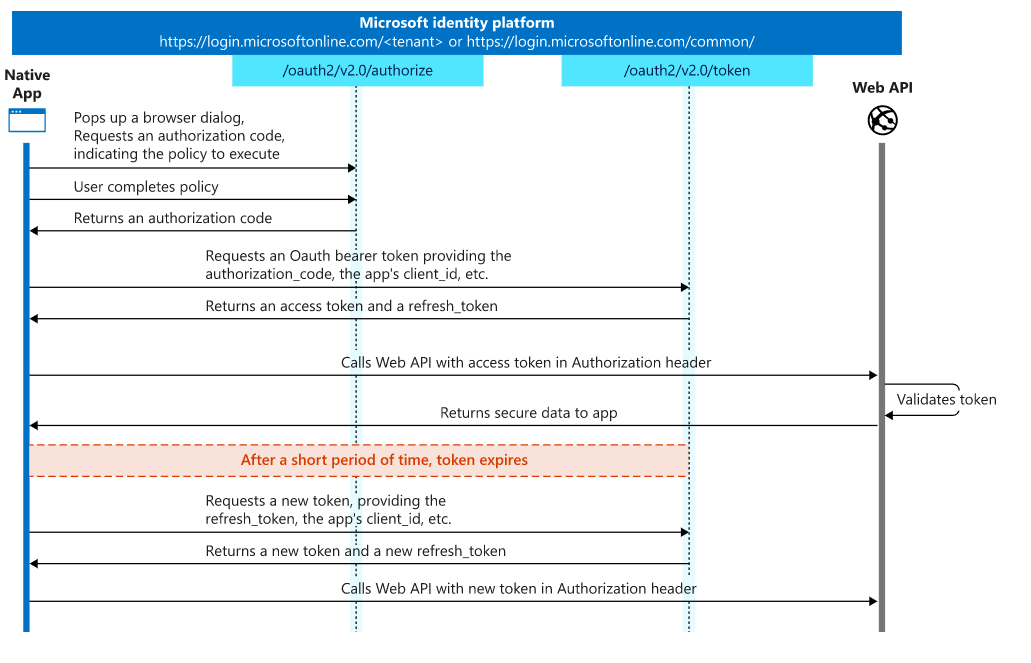 Microsoft identity platform
https://login.microsoftonline.com/<tenant> or https://login.microsoftonline.com/common/
/oauth2/v2.0/authorize
/oauth2/v2.0/token
Native
App
Web API
Pops up a browser dialog,
Requests an authorization code,
indicating the policy to execute
User completes policy
Returns an authorization code
Requests an Oauth bearer token providing the
authorization_code, the app's client_id, etc.
Returns an access token and a refresh_token
Calls Web API with access token in Authorization header
Validates token
Returns secure data to app
After a short period of time, token expires
Requests a new token, providing the
refresh_token, the app's client_id, etc.
Returns a new token and a new refresh_token
Calls Web API with new token in Authorization header